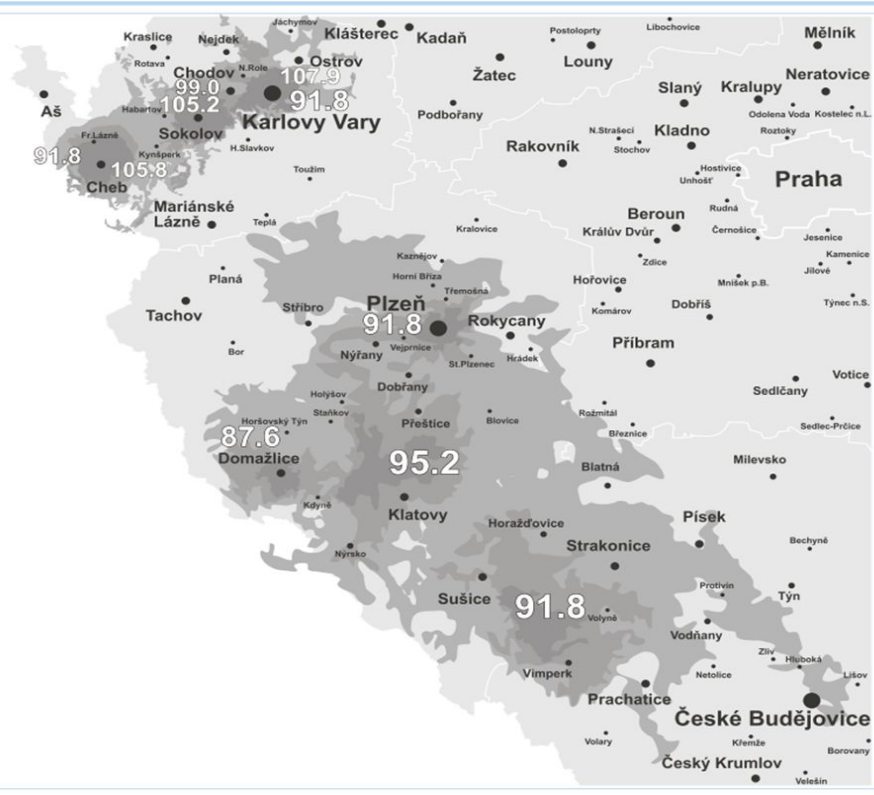 Jáchymov
Klášterec
Kadaň
Libochovice
Kraslice
Nejdek
Postoloprty
Mělník
Rotava
Ostrov
Louny
Chodov
N.Role
107.9
Žatec
Neratovice
99.0
91.8
Slaný
Kralupy
105.2
Habartov
Aš
Karlovy Vary
Podbořany
Odolena Voda
Kostelec n.L.
Sokolov
N.Strašecí
Kladno
Roztoky
Fr.Lázně
H.Slavkov
Rakovník
Stochov
91.8
Kynšperk
105.8
Toužim
Hostivice
Unhošť
Praha
Cheb
Mariánské
Lázně
Teplá
Kralovice
Beroun
Rudná
Králův Dvůr
Černošice
Jesenice
Kaznějov
Zdice
Kamenice
Planá
Horní Bříza
Hořovice
Mníšek p.B.
Jílové
Třemošná
Tachov
Stříbro
Plzeň
91.8
Rokycany
Komárov
Dobříš
Týnec n.S.
Bor
Nýřany
Vejprnice
St.Plzenec
Hrádek
Příbram
Dobřany
Votice
Sedlčany
Holýšov
Staňkov
Horšovský Týn
Přeštice
Blovice
Rožmitál
Březnice
Sedlec-Prčice
87.6
Domažlice
95.2
Blatná
Milevsko
Kdyně
Klatovy
Horažďovice
Písek
Nýrsko
Strakonice
Bechyně
Sušice
91.8
Volyně
Protivín
Týn
Vodňany
Vimperk
Netolice
Zliv
Hluboká
Lišov
Prachatice
České Budějovice
Volary
Křemže
Borovany
Český Krumlov
Velešín